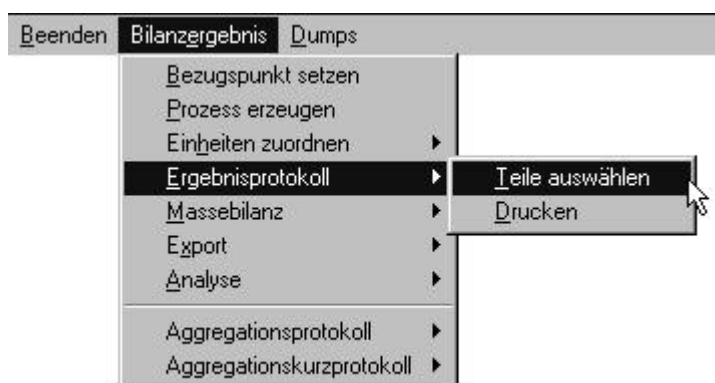 Beenden Bilanzergebnis Dumps
Bezugspunkt setzen
Prozess erzeugen
Einheiten zuordnen
Ergebnisprotokoll Teile auswählen
Massebilanz Drucken
Export
Analyse
Aggregationsprotokoll
Aggregationskurzprotokoll